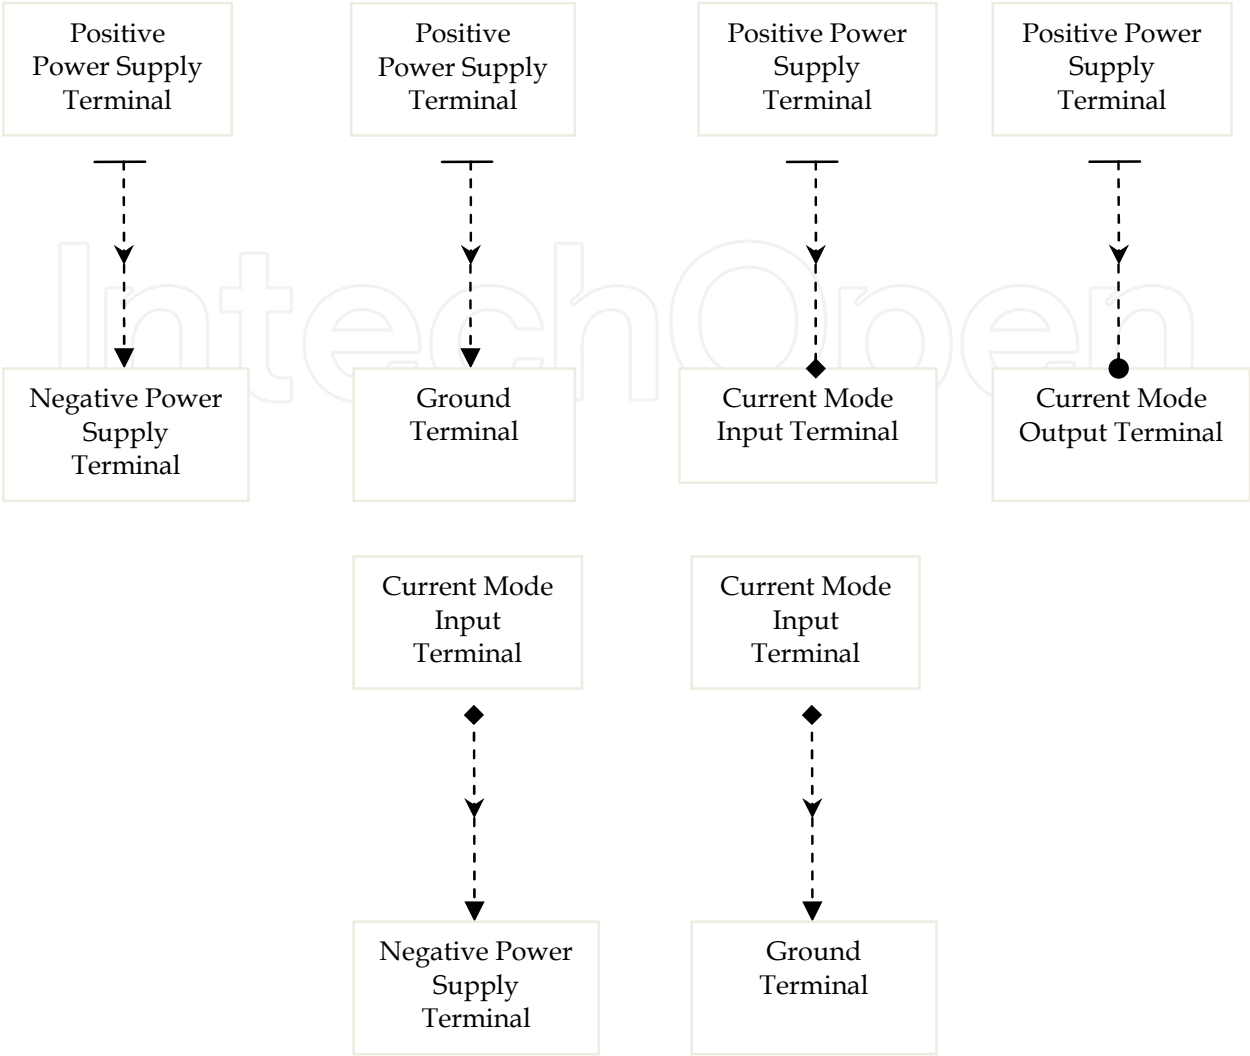 Positive
Power Supply
Terminal
Positive
Power Supply
Terminal
Positive Power
Supply
Terminal
Positive Power
Supply
Terminal
IntechOpen
Negative Power
Supply
Terminal
Ground
Terminal
Current Mode
Input Terminal
Current Mode
Output Terminal
Current Mode
Input
Terminal
Current Mode
Input
Terminal
Negative Power
Supply
Terminal
Ground
Terminal